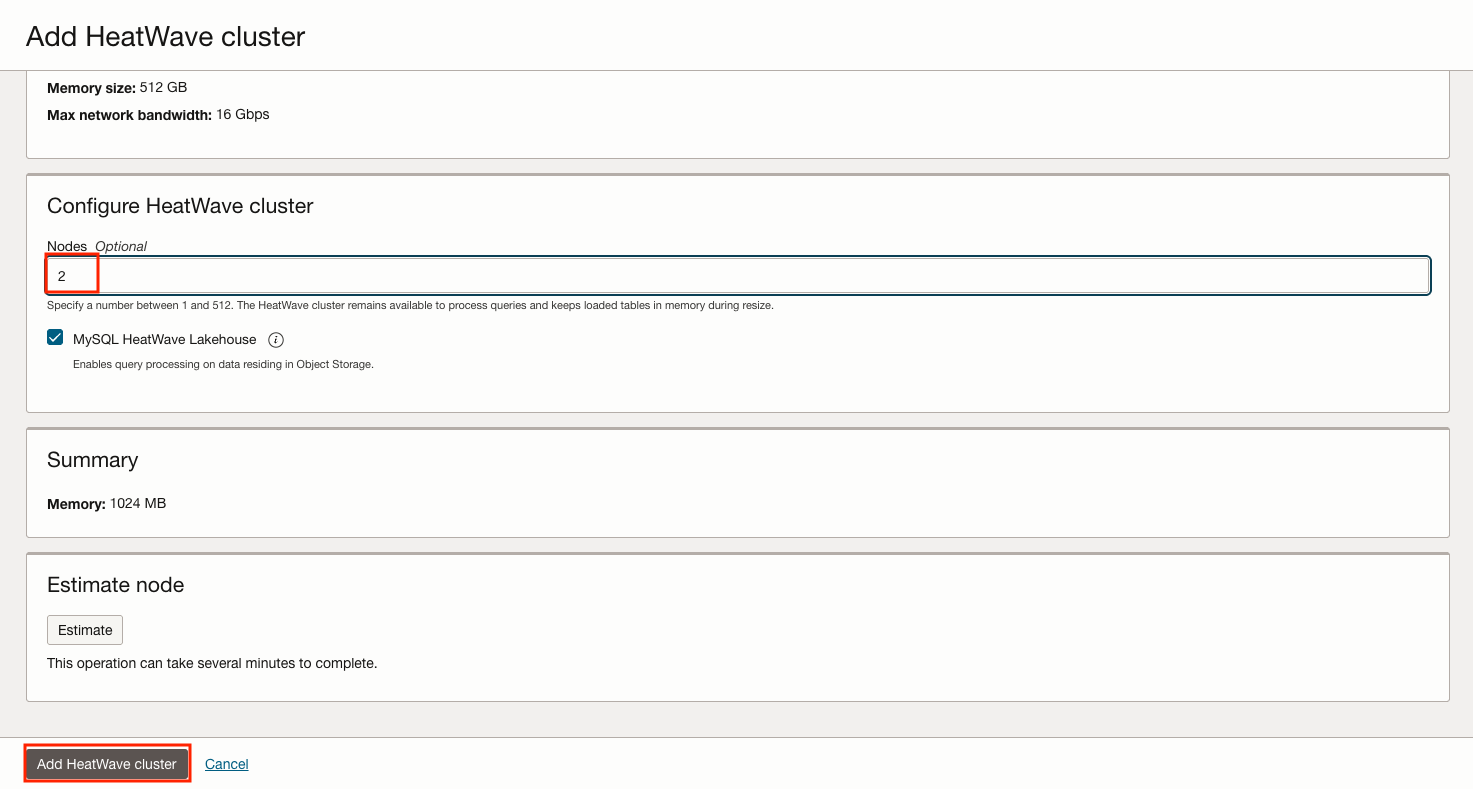 Add HeatWave cluster
Memory size: 512 GB
Max network bandwidth: 16 Gbps
Configure HeatWave cluster
Nodes Optional
2
Specify a number between 1 and 512. The HeatWave cluster remains available to process queries and keeps loaded tables in memory during resize.
MySQL HeatWave Lakehouse
Enables query processing on data residing in Object Storage.
Summary
Memory: 1024 MB
Estimate node
Estimate
This operation can take several minutes to complete.
Add HeatWave cluster Cancel